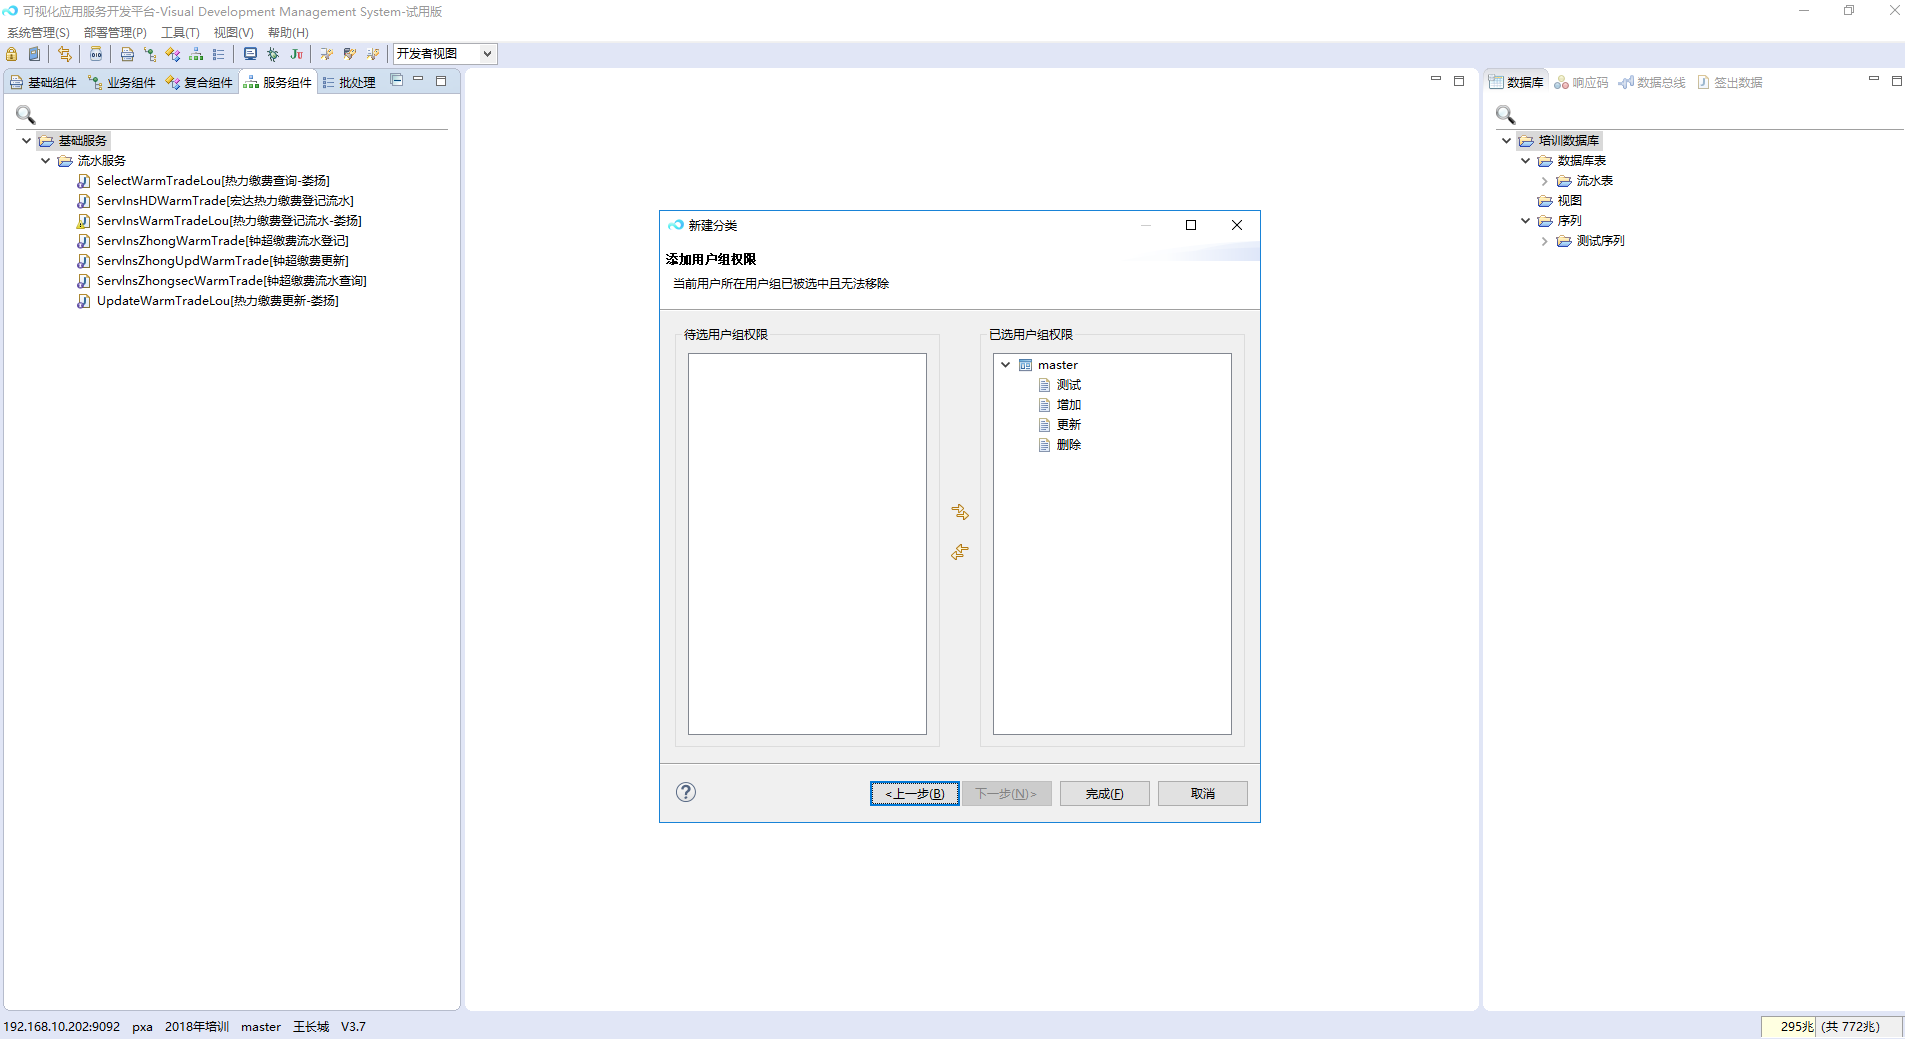 可视化应用服务开发平台-Visual Development Management System-试用版
系统管理(S) 部署管理(P) 工具(T) 视图(V) 帮助(H)
010 Ju 开发者视图
基础组件 业务组件 复合组件 服务组件 批处理
基础服务
流水服务
SelectWarmTradeLou[热力缴费查询-娄扬]
ServInsHDWarmTrade[宏达热力缴费登记流水]
ServInsWarmTradeLou[热力缴费登记流水-娄扬]
ServInsZhongWarmTrade[钟超缴费流水登记]
ServInsZhongUpdWarmTrade[钟超缴费更新]
ServInsZhongsecWarmTrade[钟超缴费流水查询]
UpdateWarmTradeLou[热力缴费更新-娄扬]
新建分类
添加用户组权限
当前用户所在用户组已被选中且无法移除
待选用户组权限
已选用户组权限
master
测试
增加
更新
删除
<上一步(B) 下一步(N)> 完成(F) 取消
数据库 响应码 数据总线 签出数据
培训数据库
数据库表
流水表
视图
序列
测试序列
192.168.10.202:9092 pxa 2018年培训 master 王长城 V3.7
295兆 (共 772兆)